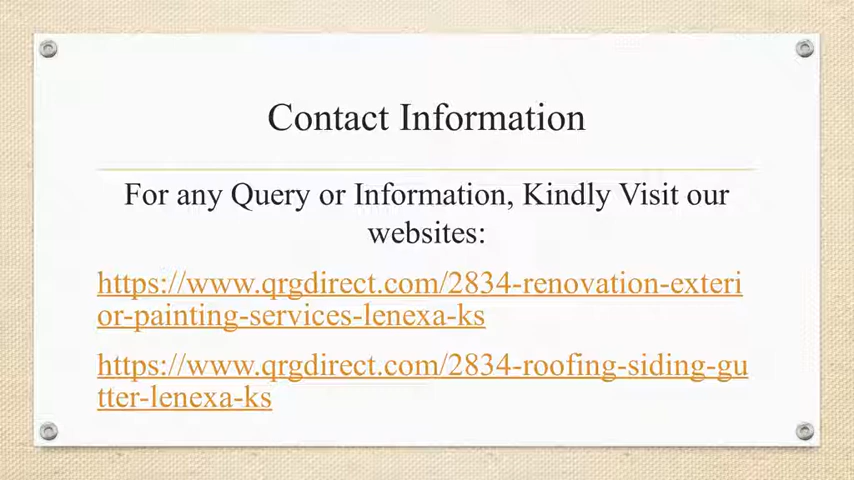 Contact Information
For any Query or Information, Kindly Visit our
websites:
https://www.qrgdirect.com/2834-renovation-exteri
or-painting-services-lenexa-ks
https://www.qrgdirect.com/2834-roofing-siding-gu
tter-lenexa-ks